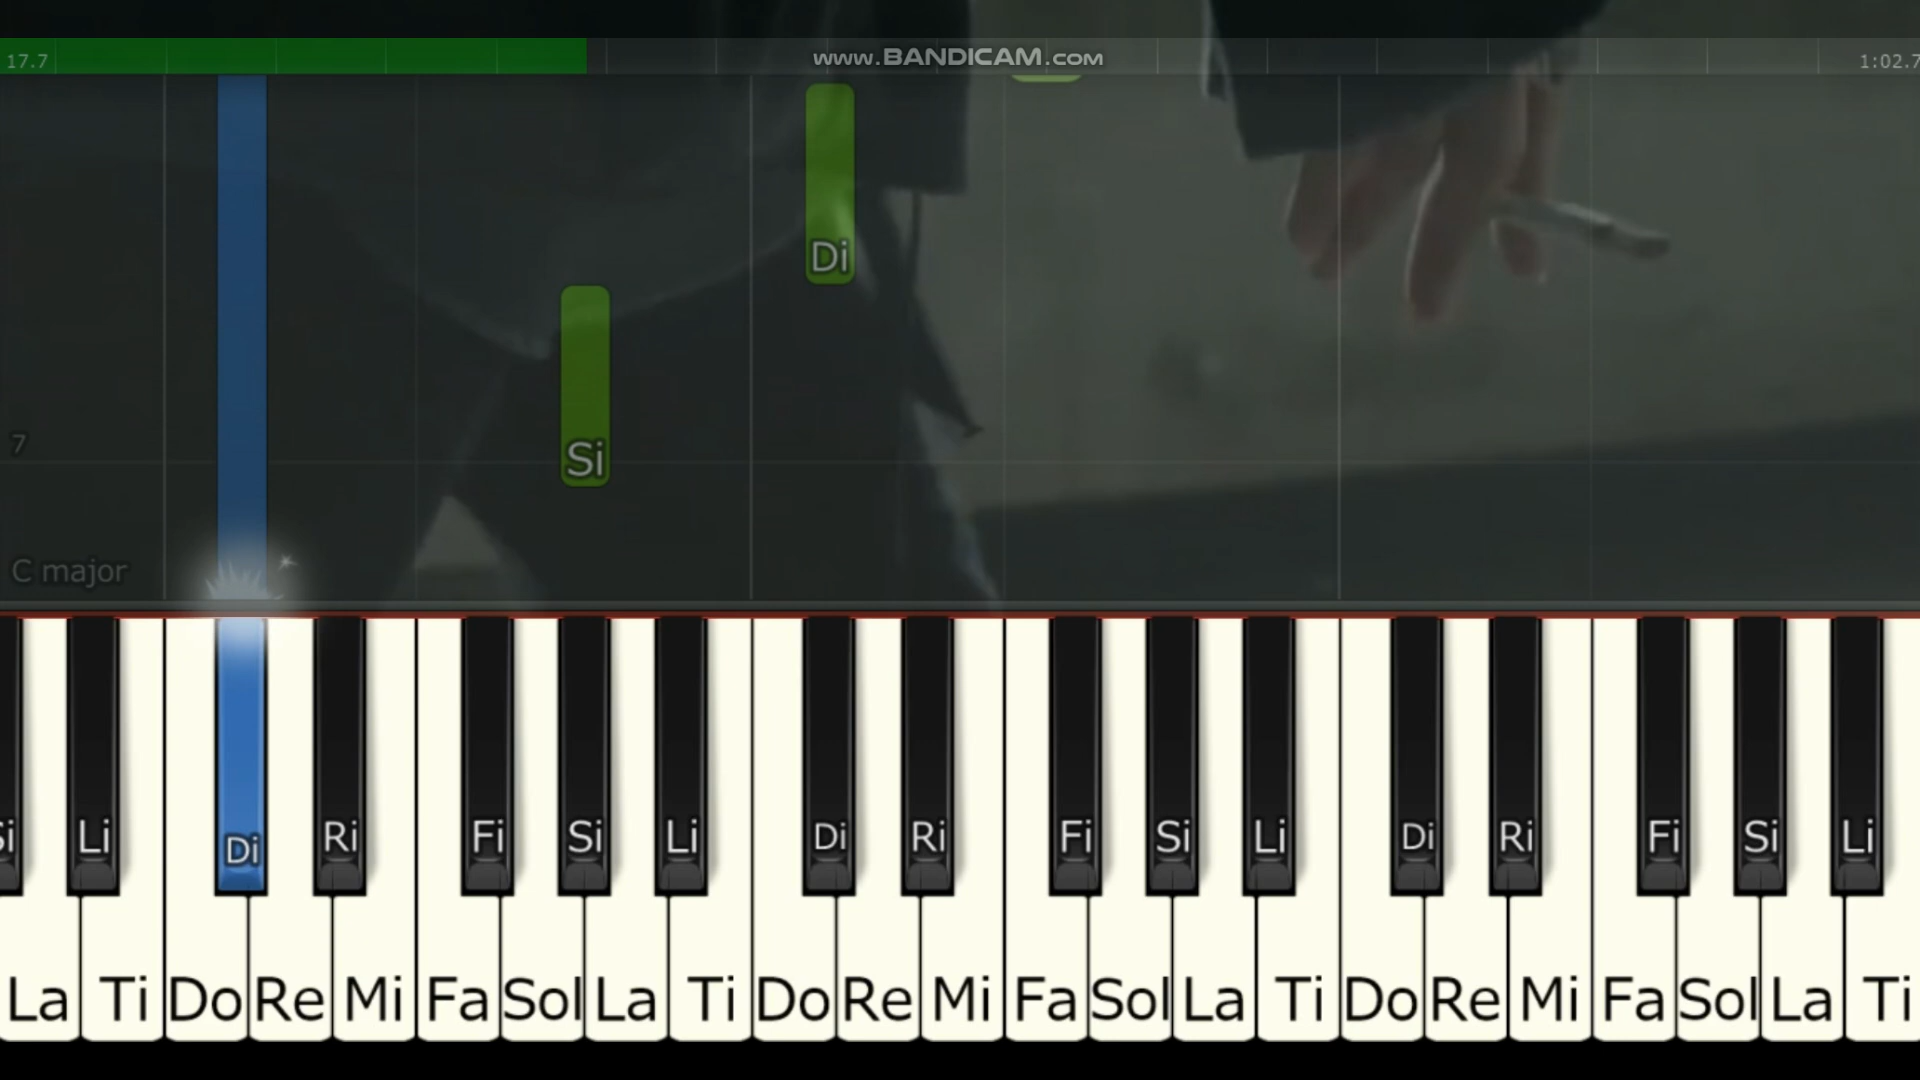 17.7
www.BANDICAM.com
1:02.7
Di
Si
7
C major
Si Li Di Ri Fi Si Li Di Ri Fi Si Li Di Ri Fi Si Li
La Ti Do Re Mi Fa Sol La Ti Do Re Mi Fa Sol La Ti Do Re Mi Fa Sol La Ti